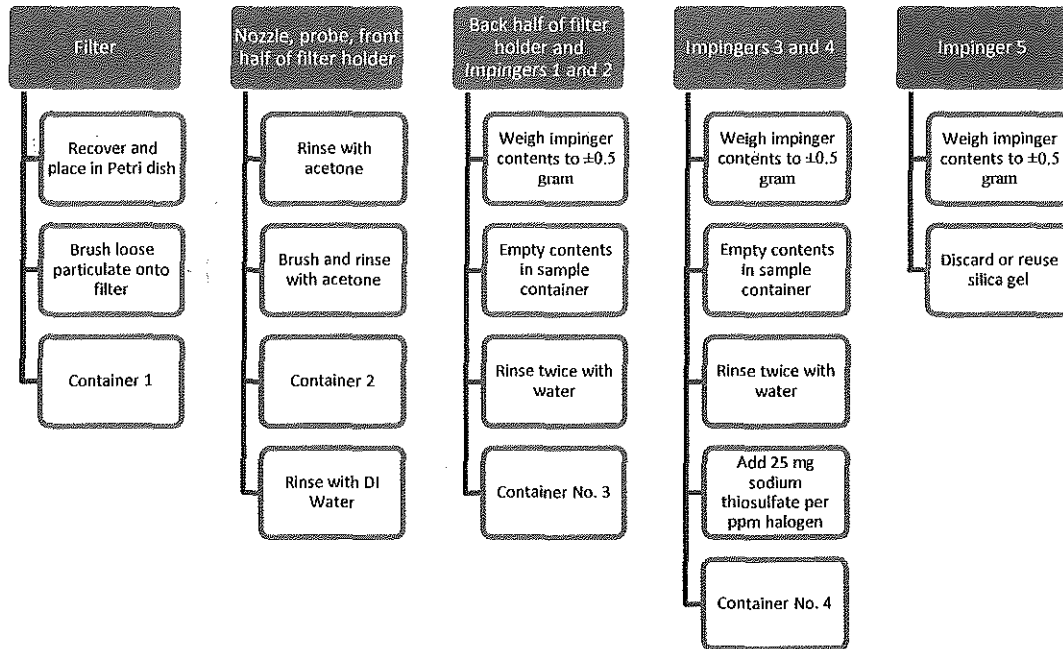 Filter
Recover and
place in Petri dish
Brush loose
particulate onto
filter
Container 1
Nozzle, probe, front
half of filter holder
Rinse with
acetone
Brush and rinse
with acetone
Container 2
Rinse with DI
Water
Back half of filter
holder and
Impingers 1 and 2
Weigh impinger
contents to ±0.5
gram
Empty contents
in sample
container
Rinse twice with
water
Container No. 3
Impingers 3 and 4
Weigh impinger
contents to ±0.5
gram
Empty contents
in sample
container
Rinse twice with
water
Add 25 mg
sodium
thiosulfate per
ppm halogen
Container No. 4
Impinger 5
Weigh impinger
contents to ±0.5
gram
Discard or reuse
silica gel